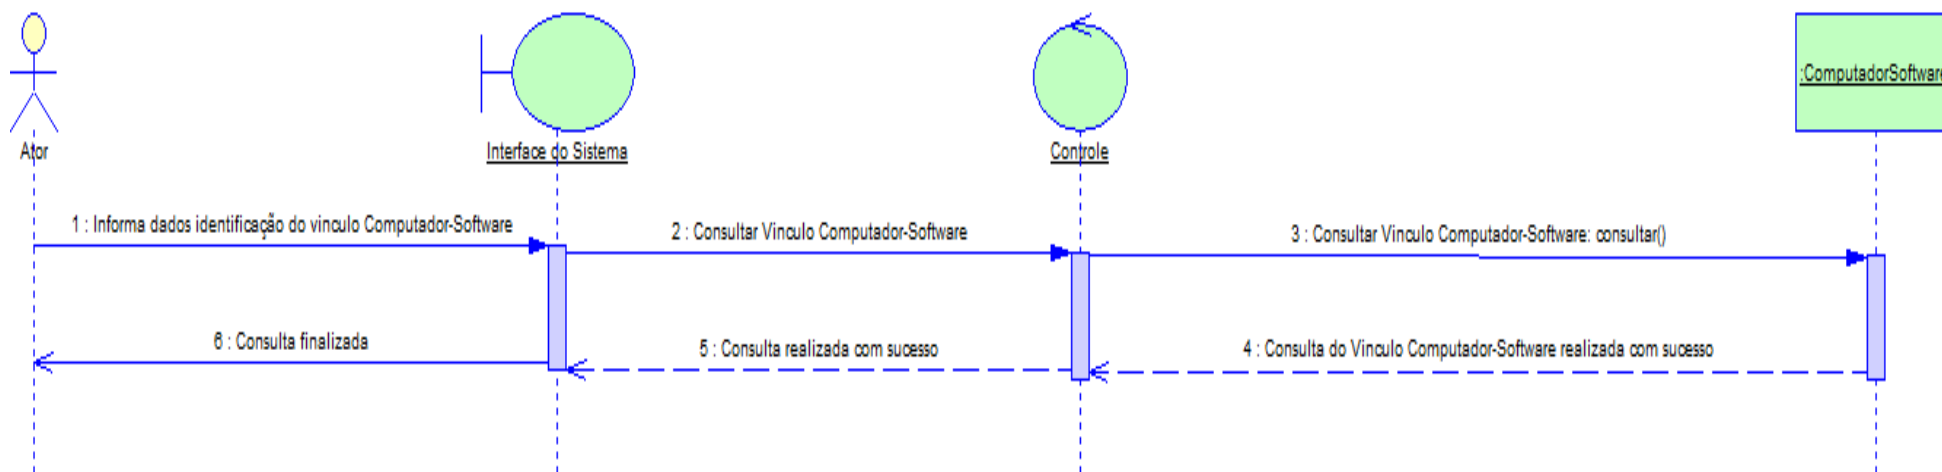 :ComputadorSoftware
Ator
Interface do Sistema
Controle
1 : Informa dados identificação do vinculo Computador-Software
2 : Consultar Vinculo Computador-Software
3 : Consultar Vinculo Computador-Software: consultar()
6 : Consulta finalizada
5 : Consulta realizada com sucesso
4 : Consulta do Vinculo Computador-Software realizada com sucesso